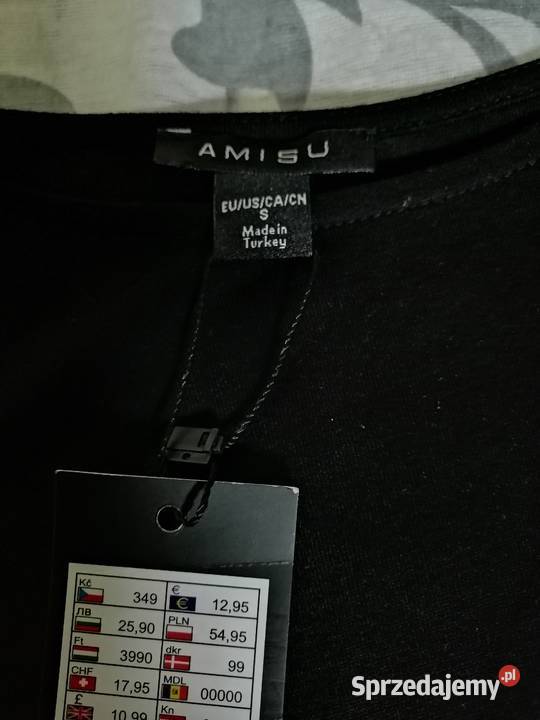 AMISU
EU/US/CA/CN
S
Made in
Turkey
Kč 349 € 12,95
ЛВ 25,90 PLN 54,95
Ft 3990 dkr 99
CHF 17,95 MDL 00000
£ 10,99 Kn
Sprzedajemy.pl